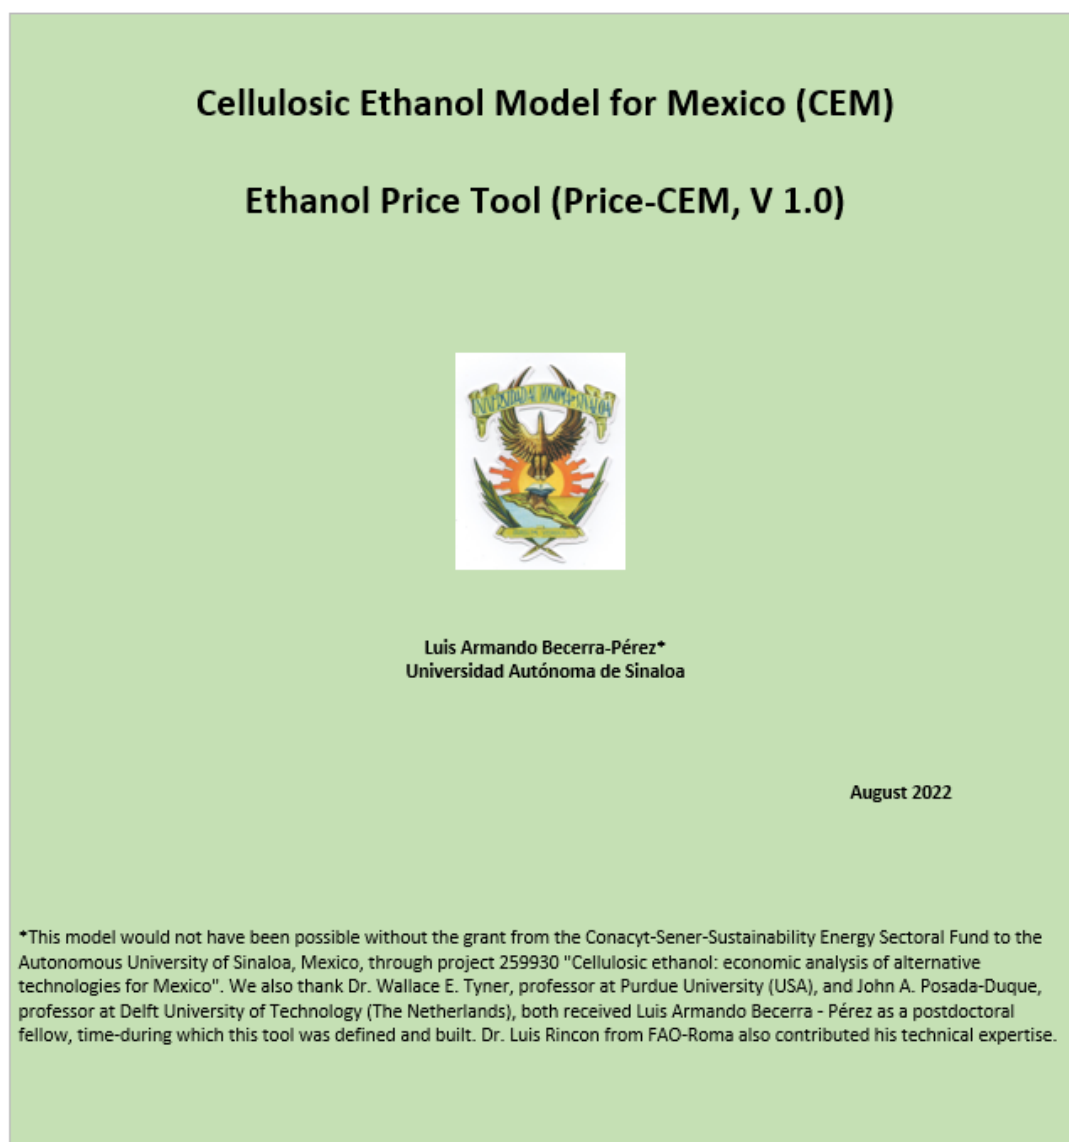 Cellulosic Ethanol Model for Mexico (CEM)
Ethanol Price Tool (Price-CEM, V 1.0)
Luis Armando Becerra-Pérez*
Universidad Autónoma de Sinaloa
August 2022
*This model would not have been possible without the grant from the Conacyt-Sener-Sustainability Energy Sectoral Fund to the
Autonomous University of Sinaloa, Mexico, through project 259930 "Cellulosic ethanol: economic analysis of alternative
technologies for Mexico". We also thank Dr. Wallace E. Tyner, professor at Purdue University (USA), and John A. Posada-Duque,
professor at Delft University of Technology (The Netherlands), both received Luis Armando Becerra - Pérez as a postdoctoral
fellow, time-during which this tool was defined and built. Dr. Luis Rincon from FAO-Roma also contributed his technical expertise.